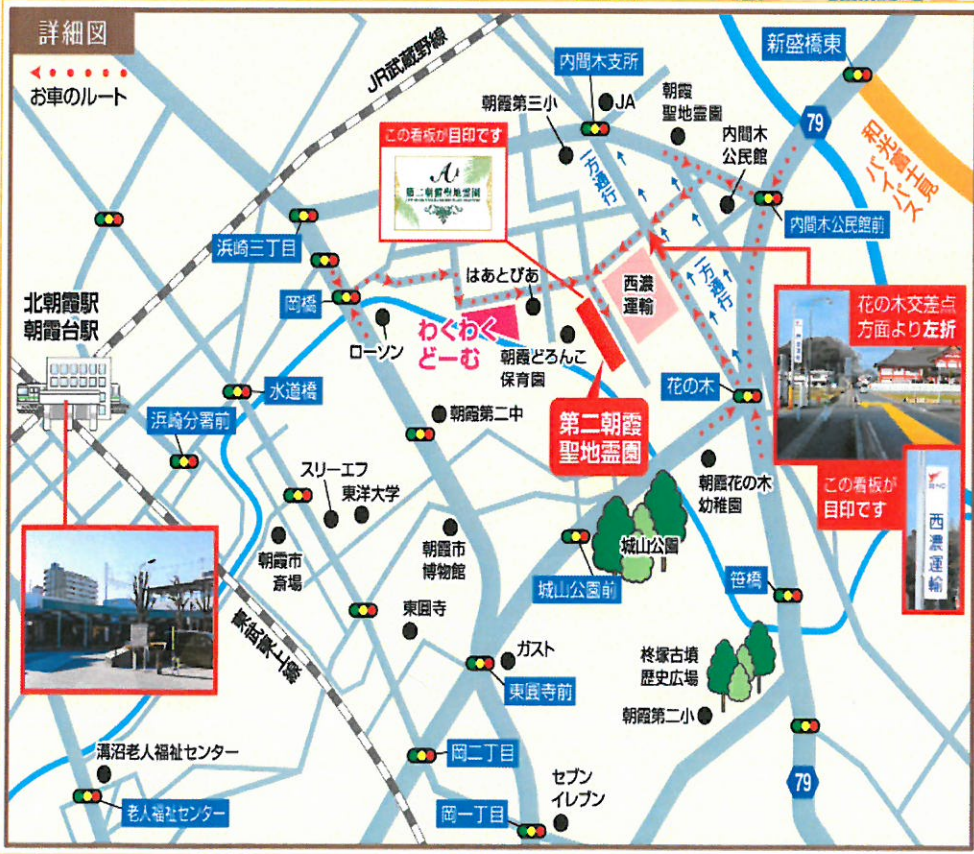 詳細図
お車のルート
JR武蔵野線
内間木支所
新盛橋東
朝霞第三小
JA
朝霞
聖地霊園
79
内間木
公民館
和光富士見
バイパス
この看板が目印です
第二朝霞聖地霊園
一方通行
内間木公民館前
浜崎三丁目
はあとぴあ
西濃
運輸
一方通行
北朝霞駅
朝霞台駅
岡橋
ローソン
わくわく
どーむ
朝霞どろんこ
保育園
花の木交差点
方面より左折
花の木
水道橋
浜崎分署前
朝霞第二中
第二朝霞
聖地霊園
スリーエフ
東洋大学
朝霞花の木
幼稚園
この看板が
目印です
西濃運輸
朝霞市
斎場
朝霞市
博物館
城山公園
城山公園前
笹橋
東圓寺
東武東上線
ガスト
東圓寺前
柊塚古墳
歴史広場
朝霞第二小
溝沼老人福祉センター
岡二丁目
セブン
イレブン
79
老人福祉センター
岡一丁目